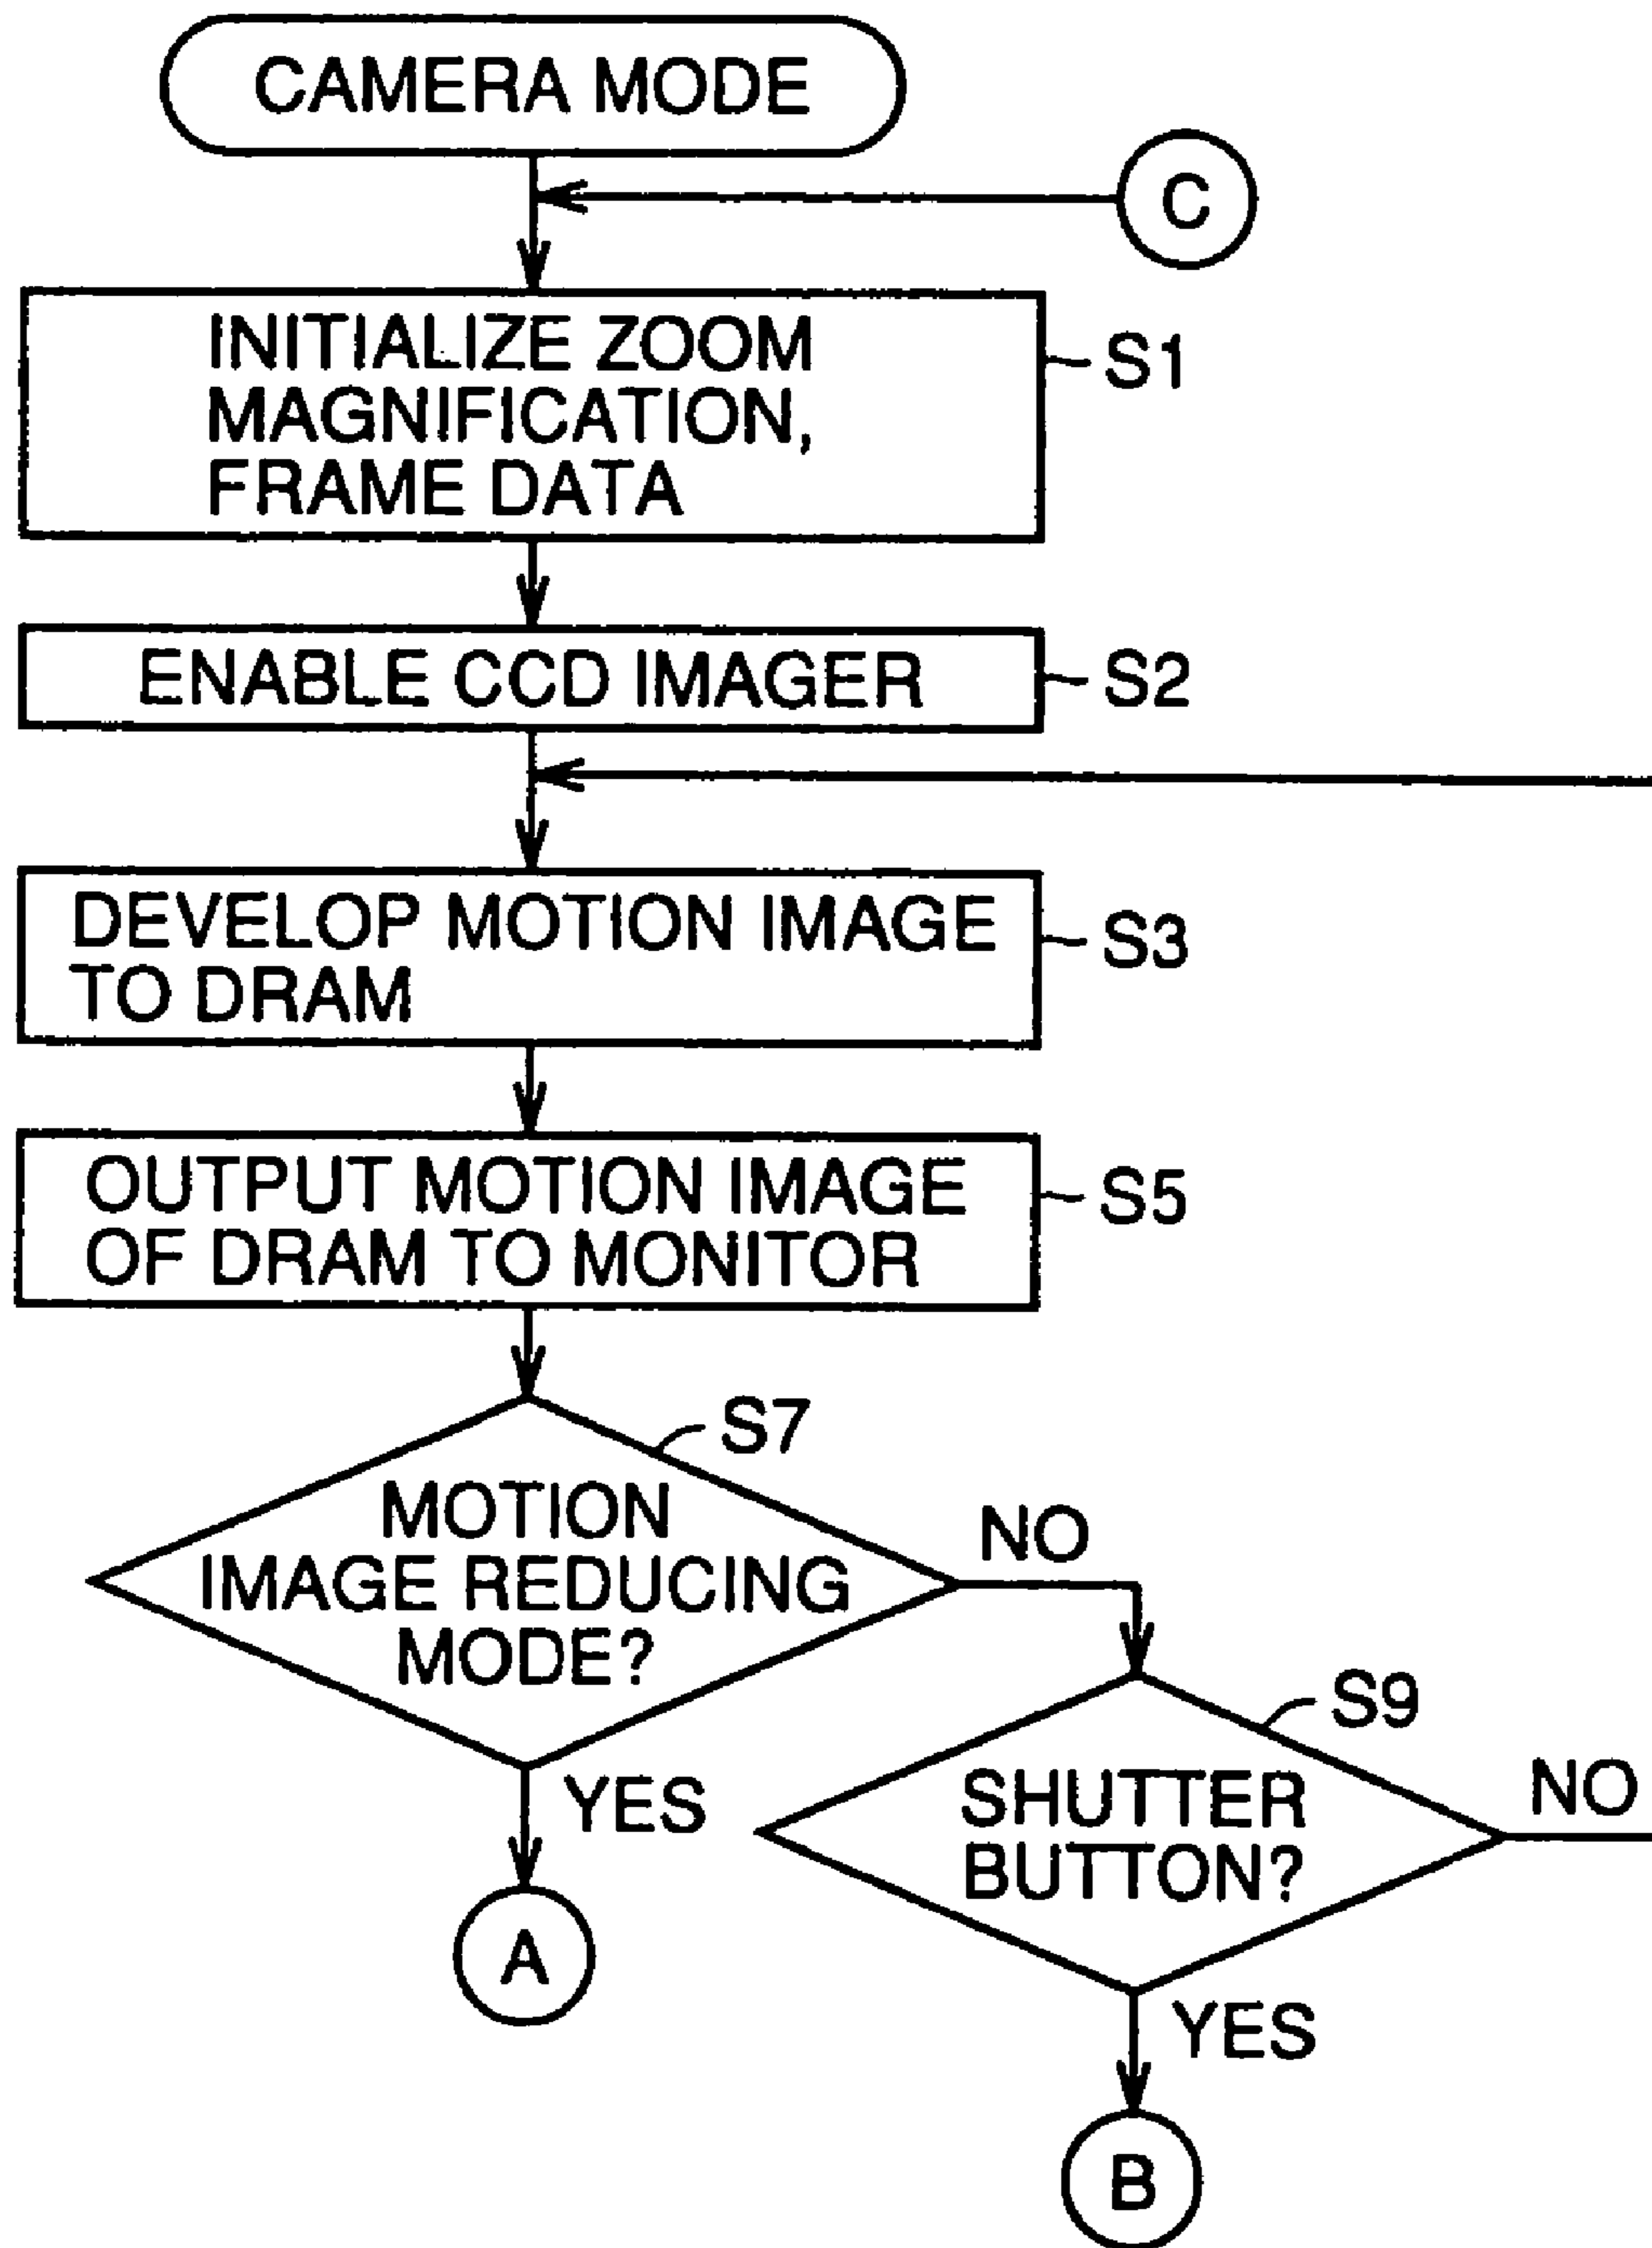 CAMERA MODE
C
INITIALIZE ZOOM
MAGNIFICATION,
FRAME DATA
S1
ENABLE CCD IMAGER
S2
DEVELOP MOTION IMAGE
TO DRAM
S3
OUTPUT MOTION IMAGE
OF DRAM TO MONITOR
S5
S7
MOTION
IMAGE REDUCING
MODE?
NO
YES
A
S9
SHUTTER
BUTTON?
NO
YES
B